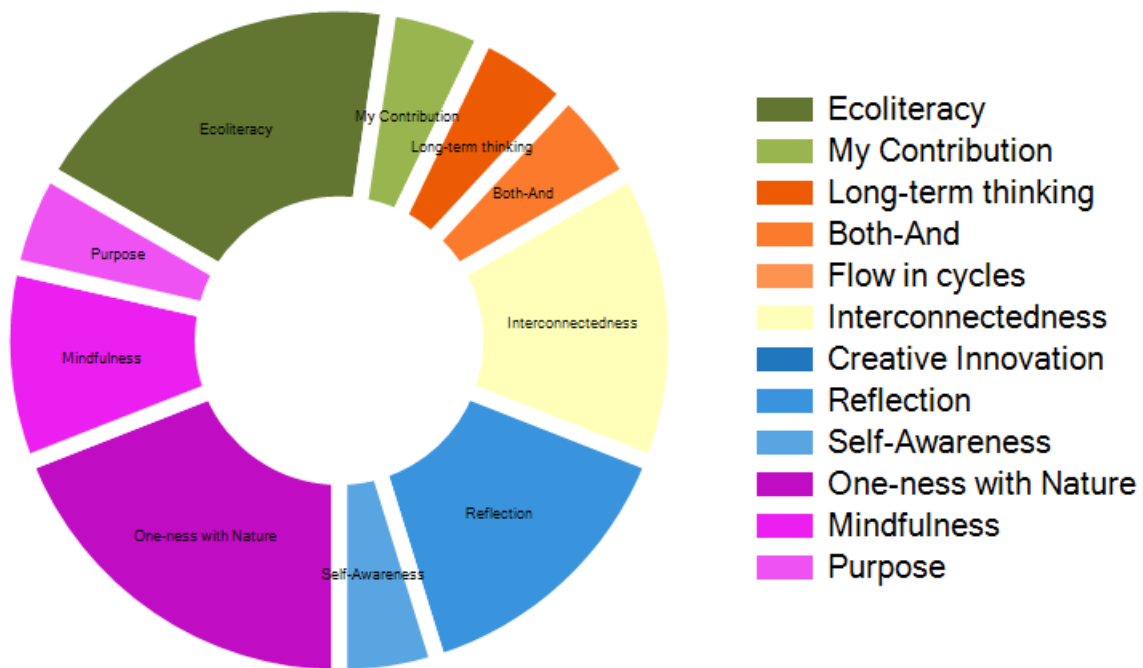 Ecoliteracy
My Contribution
Long-term thinking
Both-And
Purpose
Interconnectedness
Mindfulness
Reflection
One-ness with Nature
Self-Awareness
Ecoliteracy
My Contribution
Long-term thinking
Both-And
Flow in cycles
Interconnectedness
Creative Innovation
Reflection
Self-Awareness
One-ness with Nature
Mindfulness
Purpose